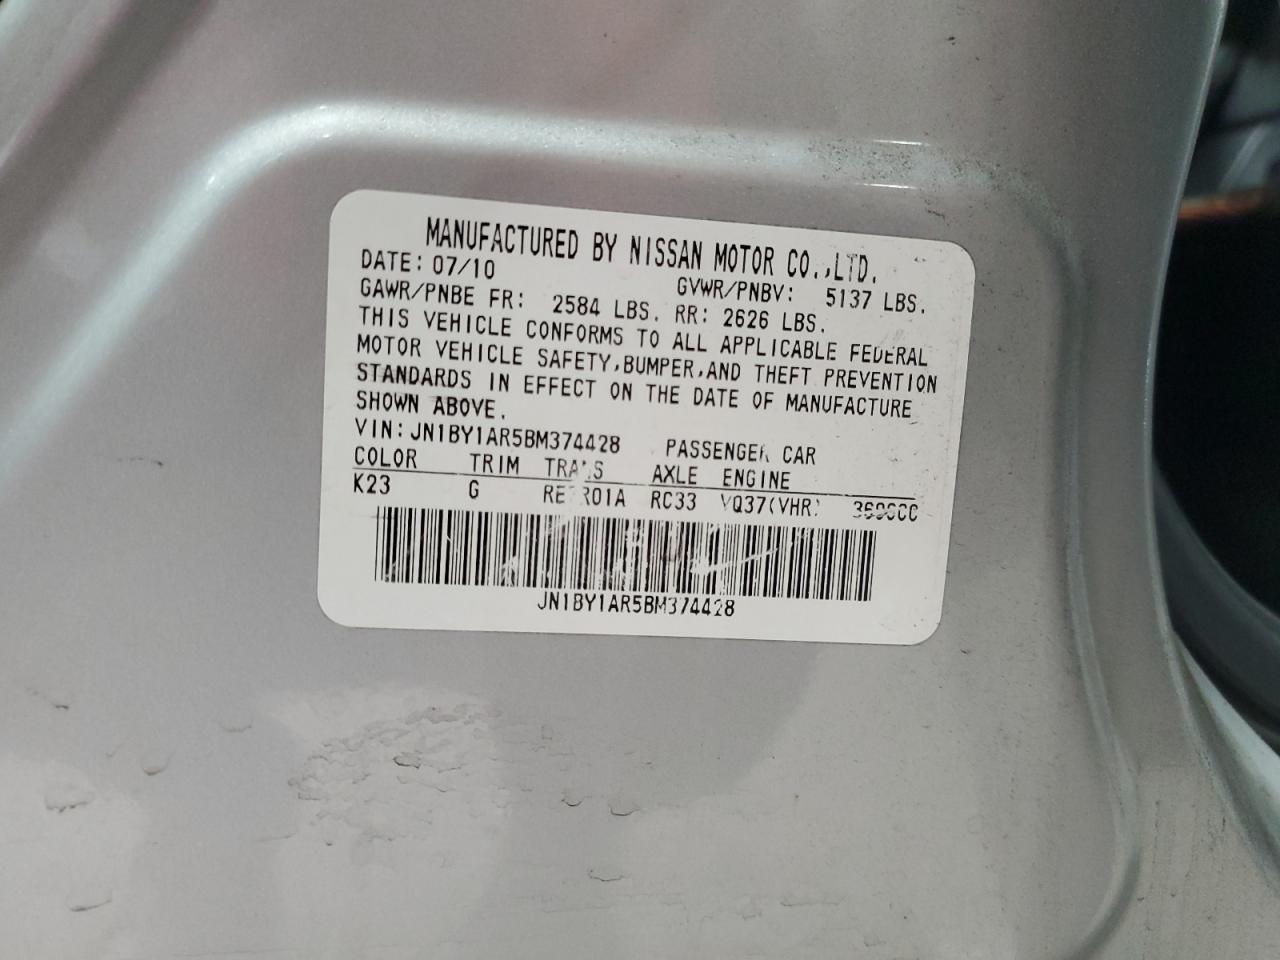 MANUFACTURED BY NISSAN MOTOR CO.,LTD.
DATE: 07/10 GVWR/PNBV: 5137 LBS.
GAWR/PNBE FR: 2584 LBS. RR: 2626 LBS.
THIS VEHICLE CONFORMS TO ALL APPLICABLE FEDERAL
MOTOR VEHICLE SAFETY,BUMPER,AND THEFT PREVENTION
STANDARDS IN EFFECT ON THE DATE OF MANUFACTURE
SHOWN ABOVE.
VIN: JN1BY1AR5BM374428 PASSENGER CAR
COLOR TRIM TRANS AXLE ENGINE
K23 G RC33 VQ37(VHR)
JN1BY1AR5BM374428